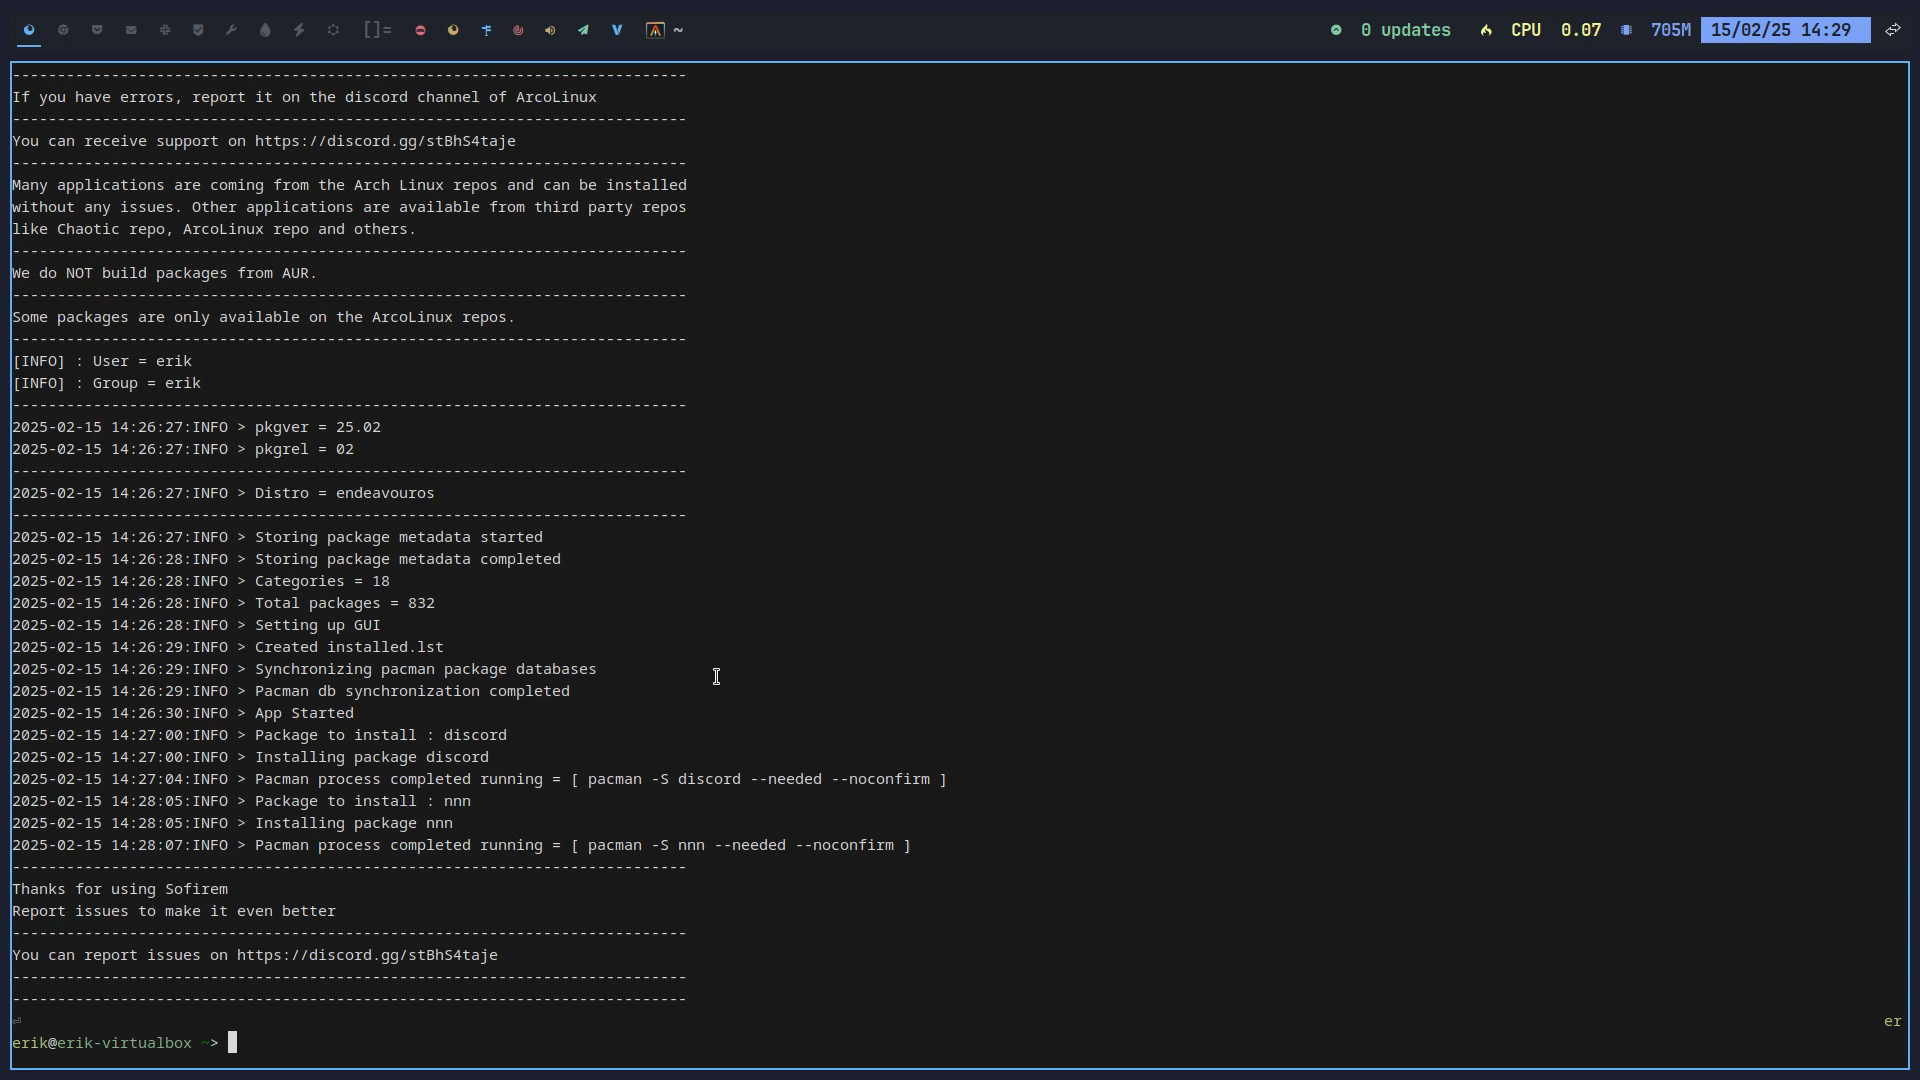 []= V ~ 0 updates CPU 0.07 705M 15/02/25 14:29
---------------------------------------------------------------------------
If you have errors, report it on the discord channel of ArcoLinux
---------------------------------------------------------------------------
You can receive support on https://discord.gg/stBhS4taje
---------------------------------------------------------------------------
Many applications are coming from the Arch Linux repos and can be installed
without any issues. Other applications are available from third party repos
like Chaotic repo, ArcoLinux repo and others.
---------------------------------------------------------------------------
We do NOT build packages from AUR.
---------------------------------------------------------------------------
Some packages are only available on the ArcoLinux repos.
---------------------------------------------------------------------------
[INFO] : User = erik
[INFO] : Group = erik
---------------------------------------------------------------------------
2025-02-15 14:26:27:INFO > pkgver = 25.02
2025-02-15 14:26:27:INFO > pkgrel = 02
---------------------------------------------------------------------------
2025-02-15 14:26:27:INFO > Distro = endeavouros
---------------------------------------------------------------------------
2025-02-15 14:26:27:INFO > Storing package metadata started
2025-02-15 14:26:28:INFO > Storing package metadata completed
2025-02-15 14:26:28:INFO > Categories = 18
2025-02-15 14:26:28:INFO > Total packages = 832
2025-02-15 14:26:28:INFO > Setting up GUI
2025-02-15 14:26:29:INFO > Created installed.lst
2025-02-15 14:26:29:INFO > Synchronizing pacman package databases
2025-02-15 14:26:29:INFO > Pacman db synchronization completed
2025-02-15 14:26:30:INFO > App Started
2025-02-15 14:27:00:INFO > Package to install : discord
2025-02-15 14:27:00:INFO > Installing package discord
2025-02-15 14:27:04:INFO > Pacman process completed running = [ pacman -S discord --needed --noconfirm ]
2025-02-15 14:28:05:INFO > Package to install : nnn
2025-02-15 14:28:05:INFO > Installing package nnn
2025-02-15 14:28:07:INFO > Pacman process completed running = [ pacman -S nnn --needed --noconfirm ]
---------------------------------------------------------------------------
Thanks for using Sofirem
Report issues to make it even better
---------------------------------------------------------------------------
You can report issues on https://discord.gg/stBhS4taje
---------------------------------------------------------------------------
---------------------------------------------------------------------------
⏎ er
erik@erik-virtualbox ~>